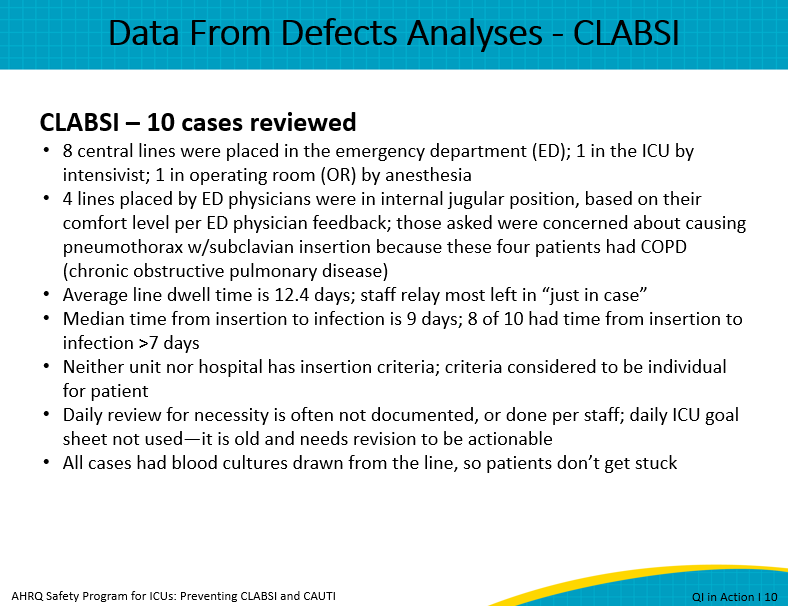 Data From Defects Analyses - CLABSI
CLABSI – 10 cases reviewed
• 8 central lines were placed in the emergency department (ED); 1 in the ICU by
intensivist; 1 in operating room (OR) by anesthesia
• 4 lines placed by ED physicians were in internal jugular position, based on their
comfort level per ED physician feedback; those asked were concerned about causing
pneumothorax w/subclavian insertion because these four patients had COPD
(chronic obstructive pulmonary disease)
• Average line dwell time is 12.4 days; staff relay most left in “just in case”
• Median time from insertion to infection is 9 days; 8 of 10 had time from insertion to
infection >7 days
• Neither unit nor hospital has insertion criteria; criteria considered to be individual
for patient
• Daily review for necessity is often not documented, or done per staff; daily ICU goal
sheet not used—it is old and needs revision to be actionable
• All cases had blood cultures drawn from the line, so patients don’t get stuck
AHRQ Safety Program for ICUs: Preventing CLABSI and CAUTI
QI in Action I 10